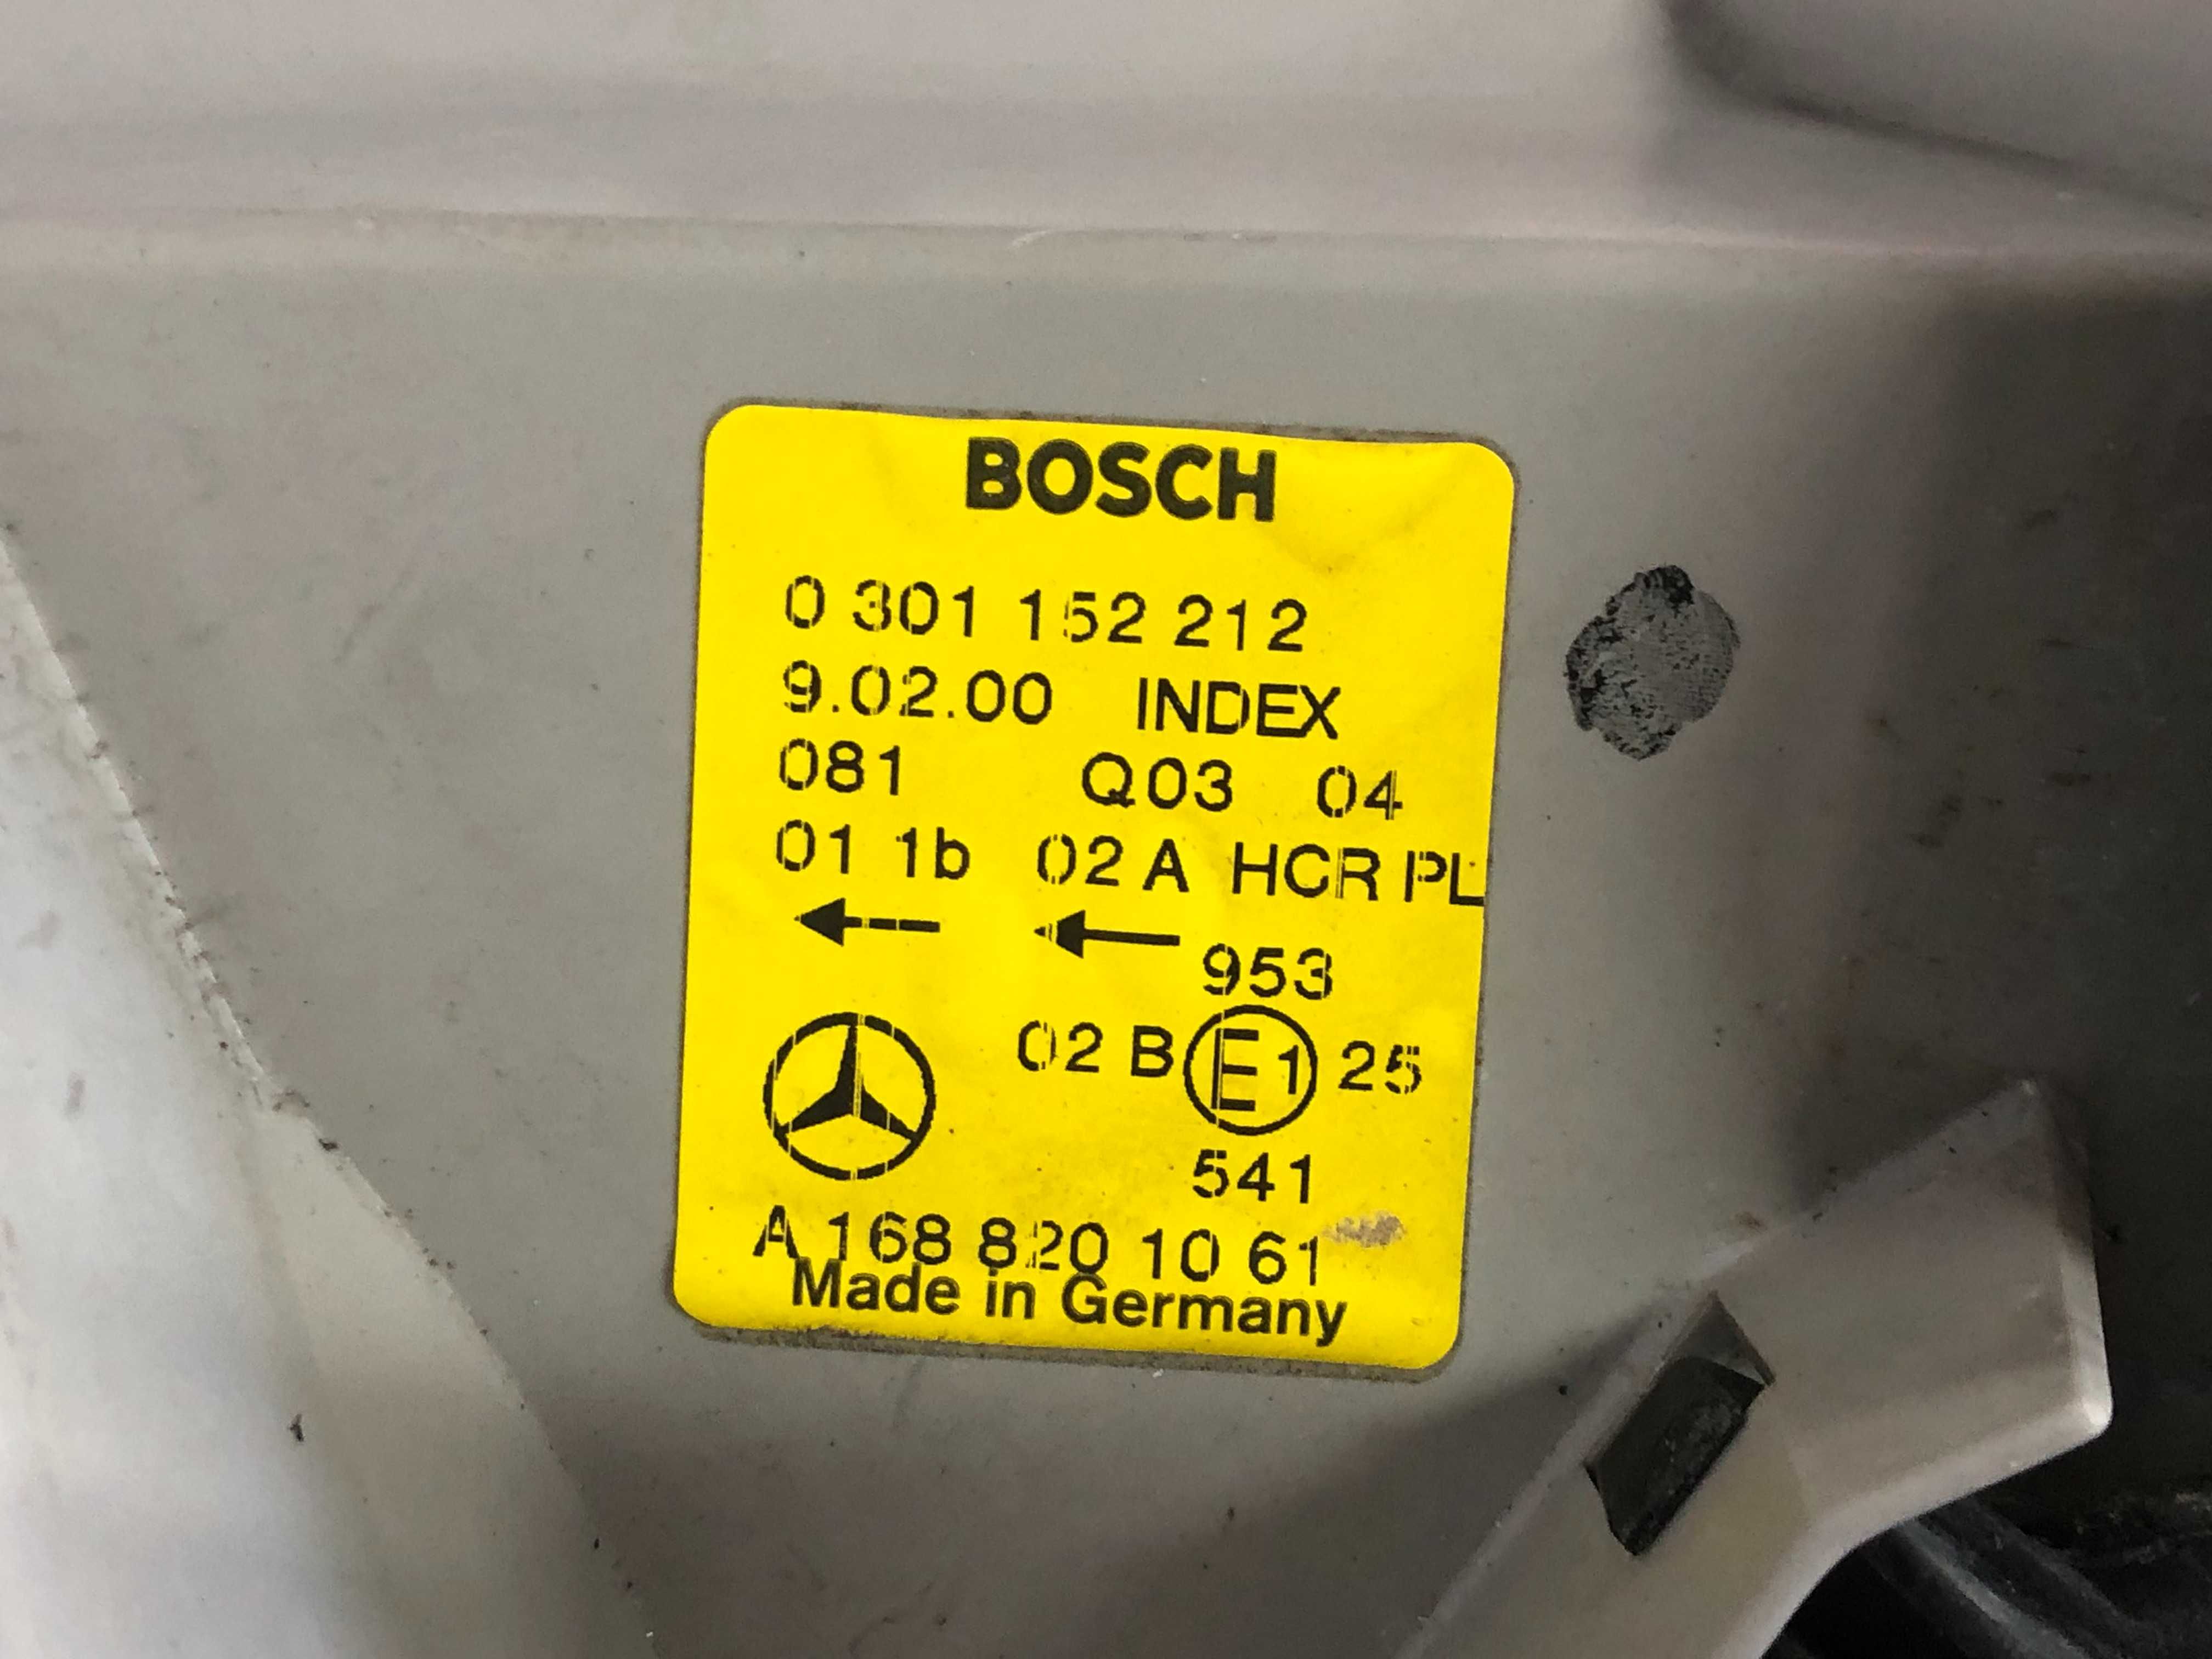 BOSCH
0 301 152 212
9.02.00 INDEX
081 Q03 04
01 1b 02 A HCR PL
953
02 B E1 25
541
A 168 820 10 61
Made in Germany